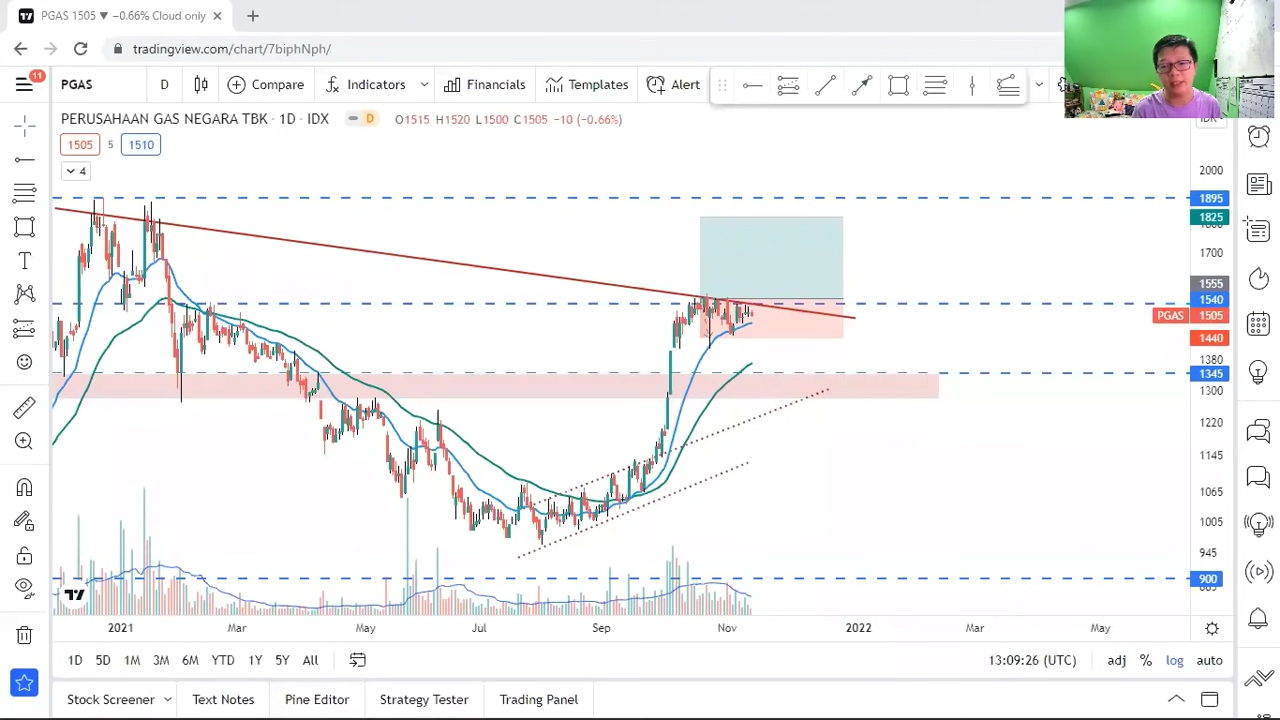 PGAS 1505 ▼ −0.66% Cloud only
tradingview.com/chart/7biphNph/
11
PGAS
D
Compare
Indicators
Financials
Templates
Alert
PERUSAHAAN GAS NEGARA TBK · 1D · IDX
D
O1515 H1520 L1500 C1505 −10 (−0.66%)
1505
5
1510
4
2000
1895
1825
1700
1555
1540
PGAS
1505
1440
1380
1345
1300
1220
1145
1065
1005
945
900
2021
Mar
May
Jul
Sep
Nov
2022
Mar
May
1D
5D
1M
3M
6M
YTD
1Y
5Y
All
13:09:26 (UTC)
adj
%
log
auto
Stock Screener
Text Notes
Pine Editor
Strategy Tester
Trading Panel